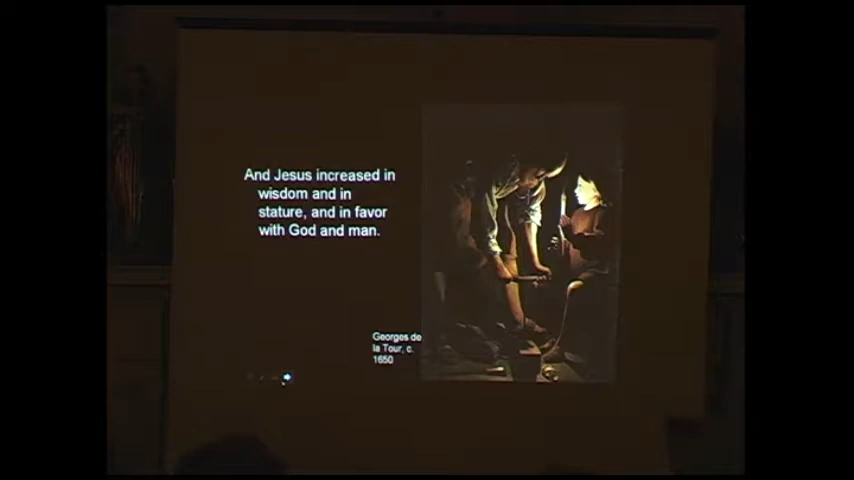 And Jesus increased in
wisdom and in
stature, and in favor
with God and man.
Georges de
la Tour, c.
1650